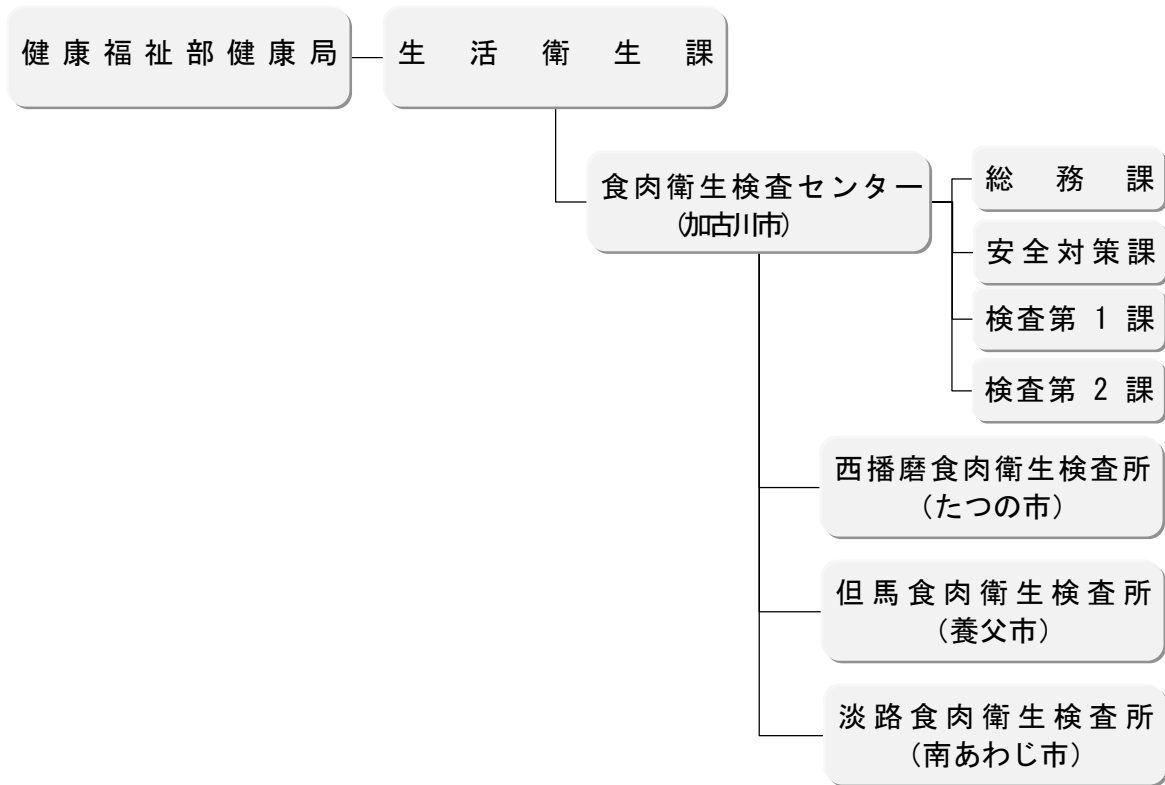 健康福祉部健康局
生活衛生課
食肉衛生検査センター
(加古川市)
総務課
安全対策課
検査第1課
検査第2課
西播磨食肉衛生検査所
(たつの市)
但馬食肉衛生検査所
(養父市)
淡路食肉衛生検査所
(南あわじ市)